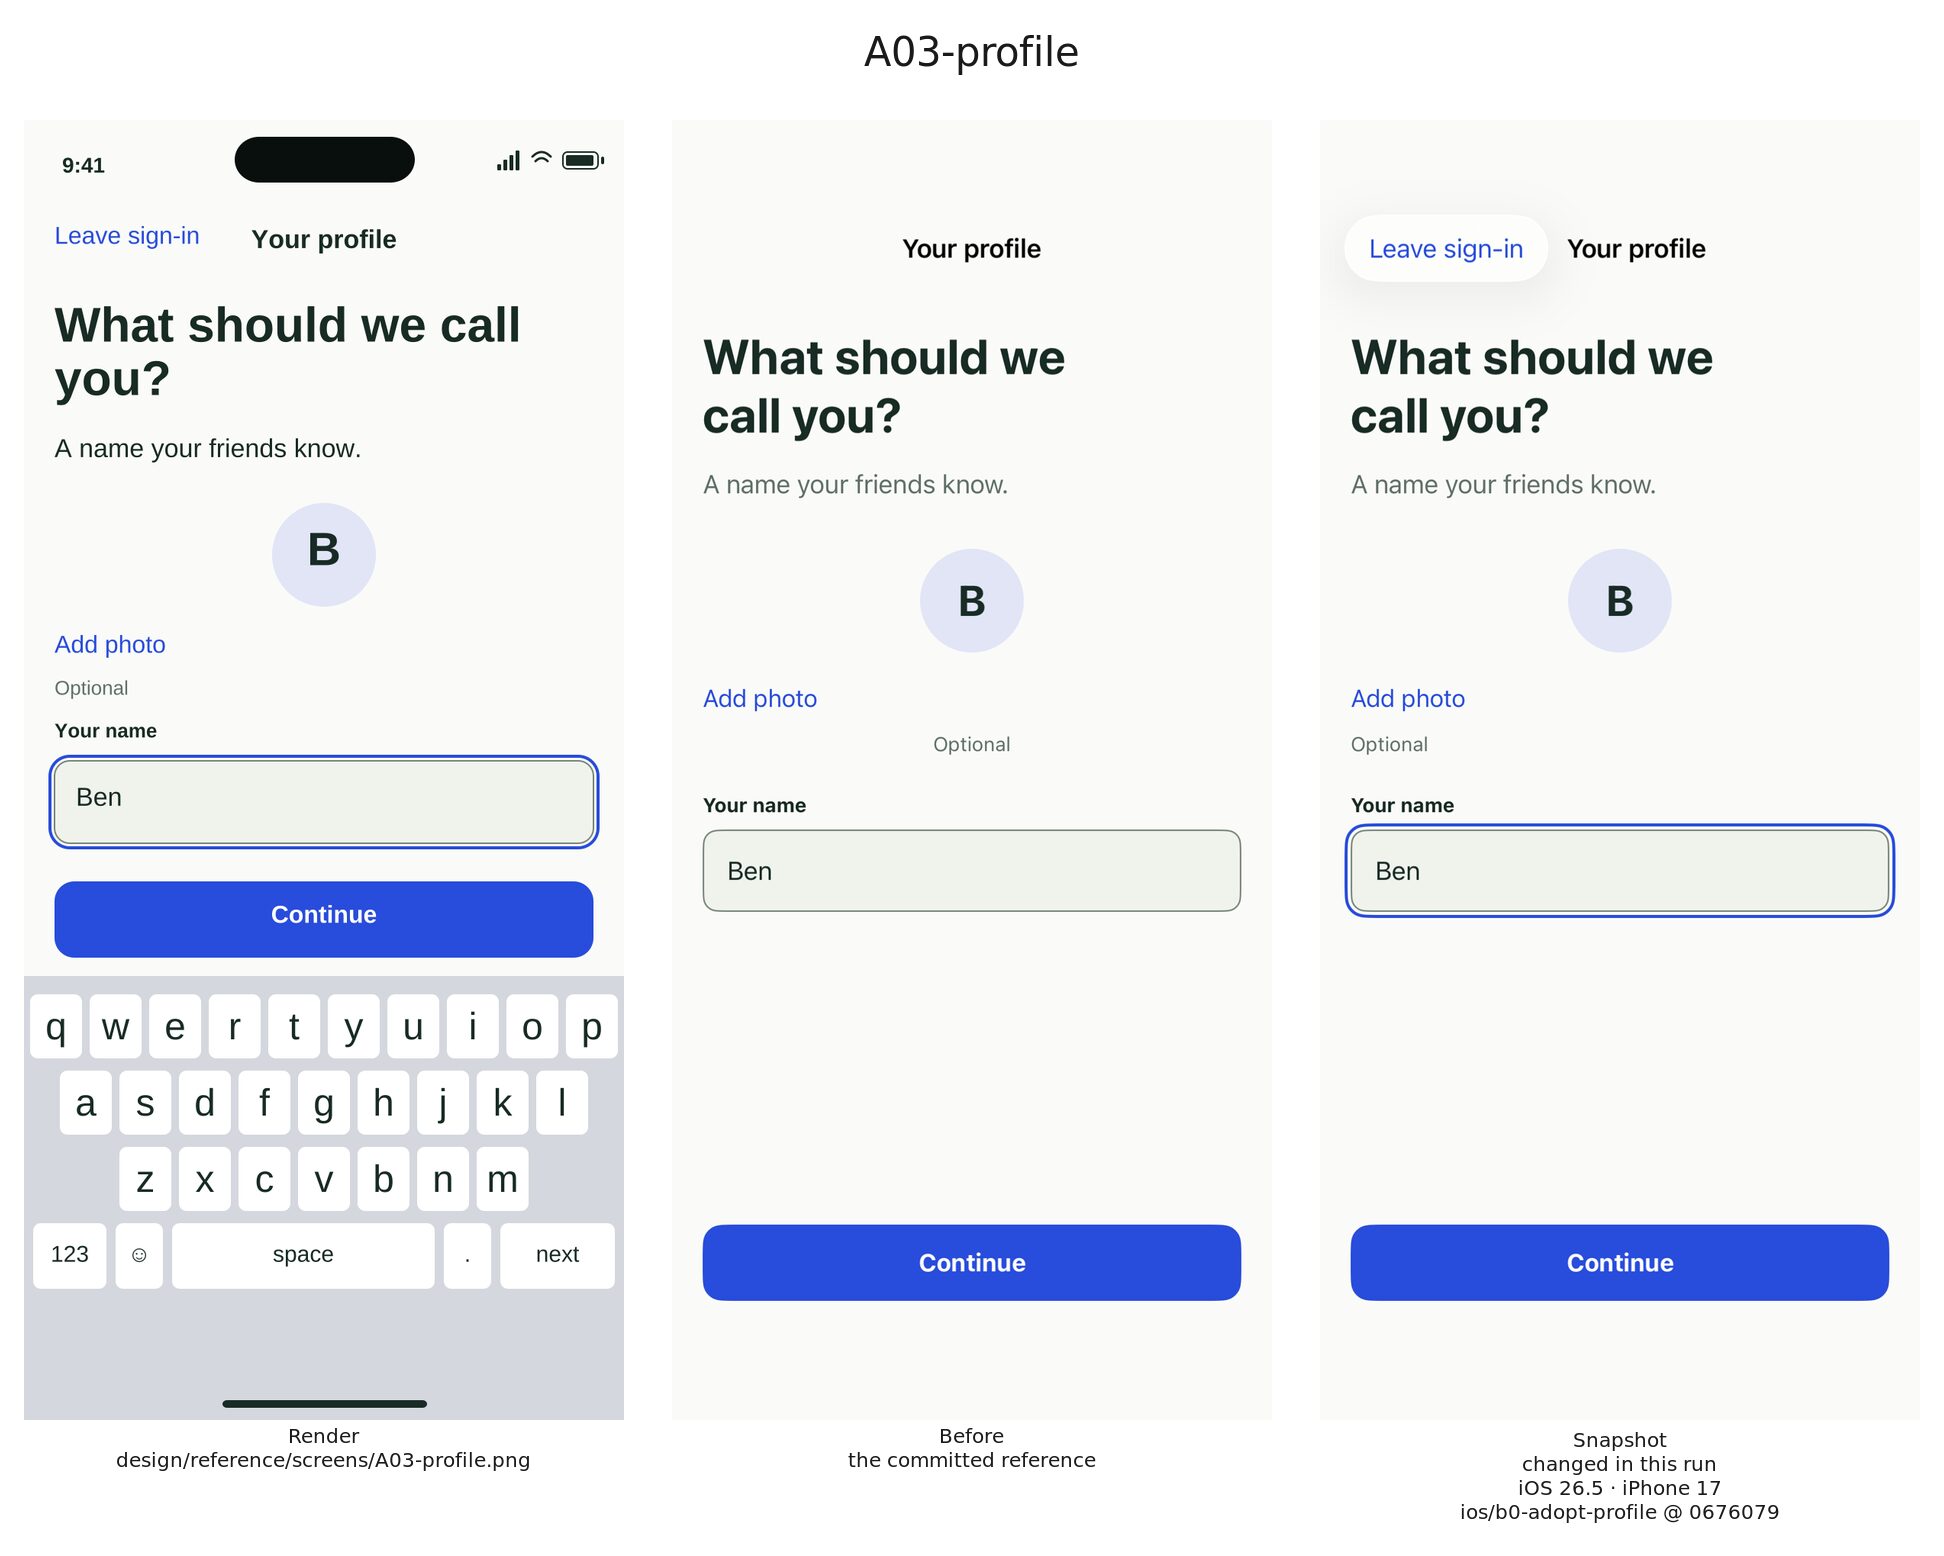 A03-profile
9:41
Leave sign-in
Your profile
What should we call
you?
A name your friends know.
B
Add photo
Optional
Your name
Ben
Continue
q w e r t y u i o p
a s d f g h j k l
z x c v b n m
123 ☺ space . next
Render
design/reference/screens/A03-profile.png
Your profile
What should we
call you?
A name your friends know.
B
Add photo
Optional
Your name
Ben
Continue
Before
the committed reference
Leave sign-in
Your profile
What should we
call you?
A name your friends know.
B
Add photo
Optional
Your name
Ben
Continue
Snapshot
changed in this run
iOS 26.5 · iPhone 17
ios/b0-adopt-profile @ 0676079